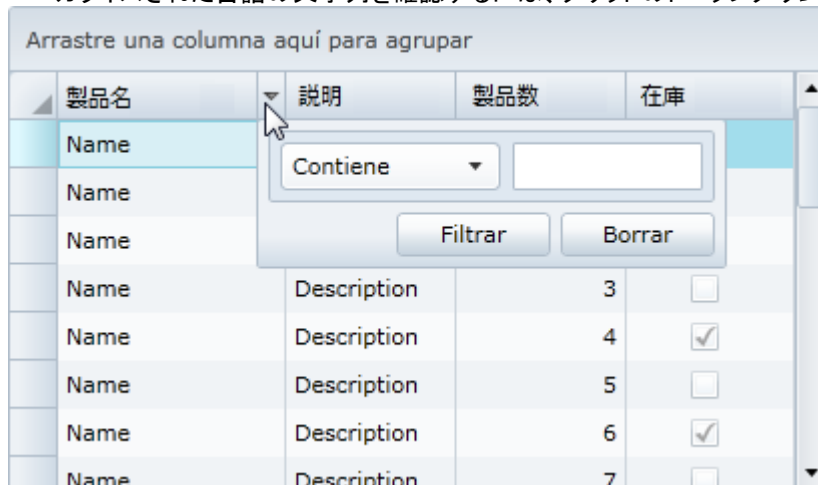 Arrastre una columna aquí para agrupar
製品名 説明 製品数 在庫
Name
Contiene
Name
Name
Filtrar Borrar
Name Description 3
Name Description 4
Name Description 5
Name Description 6
Name Description 7